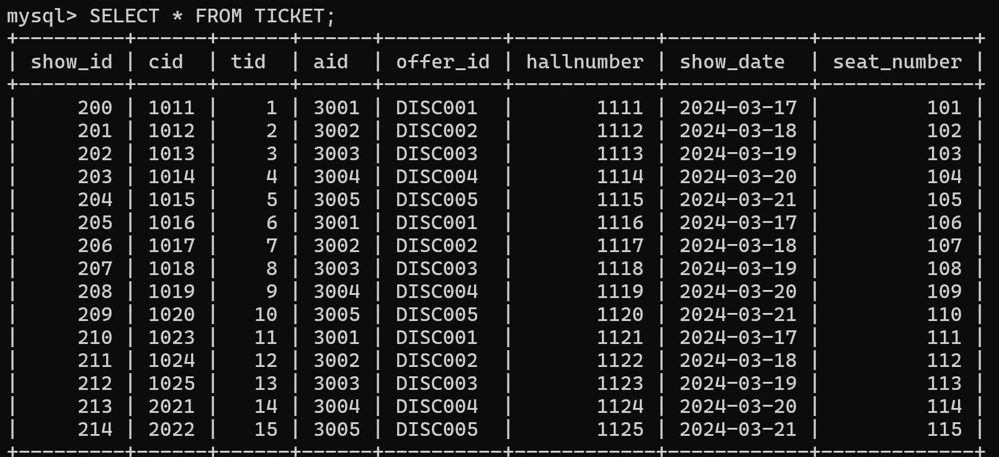 mysql> SELECT * FROM TICKET;
+---------+------+------+------+----------+------------+------------+-------------+
| show_id | cid  | tid  | aid  | offer_id | hallnumber | show_date  | seat_number |
+---------+------+------+------+----------+------------+------------+-------------+
|     200 | 1011 |    1 | 3001 | DISC001  |       1111 | 2024-03-17 |         101 |
|     201 | 1012 |    2 | 3002 | DISC002  |       1112 | 2024-03-18 |         102 |
|     202 | 1013 |    3 | 3003 | DISC003  |       1113 | 2024-03-19 |         103 |
|     203 | 1014 |    4 | 3004 | DISC004  |       1114 | 2024-03-20 |         104 |
|     204 | 1015 |    5 | 3005 | DISC005  |       1115 | 2024-03-21 |         105 |
|     205 | 1016 |    6 | 3001 | DISC001  |       1116 | 2024-03-17 |         106 |
|     206 | 1017 |    7 | 3002 | DISC002  |       1117 | 2024-03-18 |         107 |
|     207 | 1018 |    8 | 3003 | DISC003  |       1118 | 2024-03-19 |         108 |
|     208 | 1019 |    9 | 3004 | DISC004  |       1119 | 2024-03-20 |         109 |
|     209 | 1020 |   10 | 3005 | DISC005  |       1120 | 2024-03-21 |         110 |
|     210 | 1023 |   11 | 3001 | DISC001  |       1121 | 2024-03-17 |         111 |
|     211 | 1024 |   12 | 3002 | DISC002  |       1122 | 2024-03-18 |         112 |
|     212 | 1025 |   13 | 3003 | DISC003  |       1123 | 2024-03-19 |         113 |
|     213 | 2021 |   14 | 3004 | DISC004  |       1124 | 2024-03-20 |         114 |
|     214 | 2022 |   15 | 3005 | DISC005  |       1125 | 2024-03-21 |         115 |
+---------+------+------+------+----------+------------+------------+-------------+